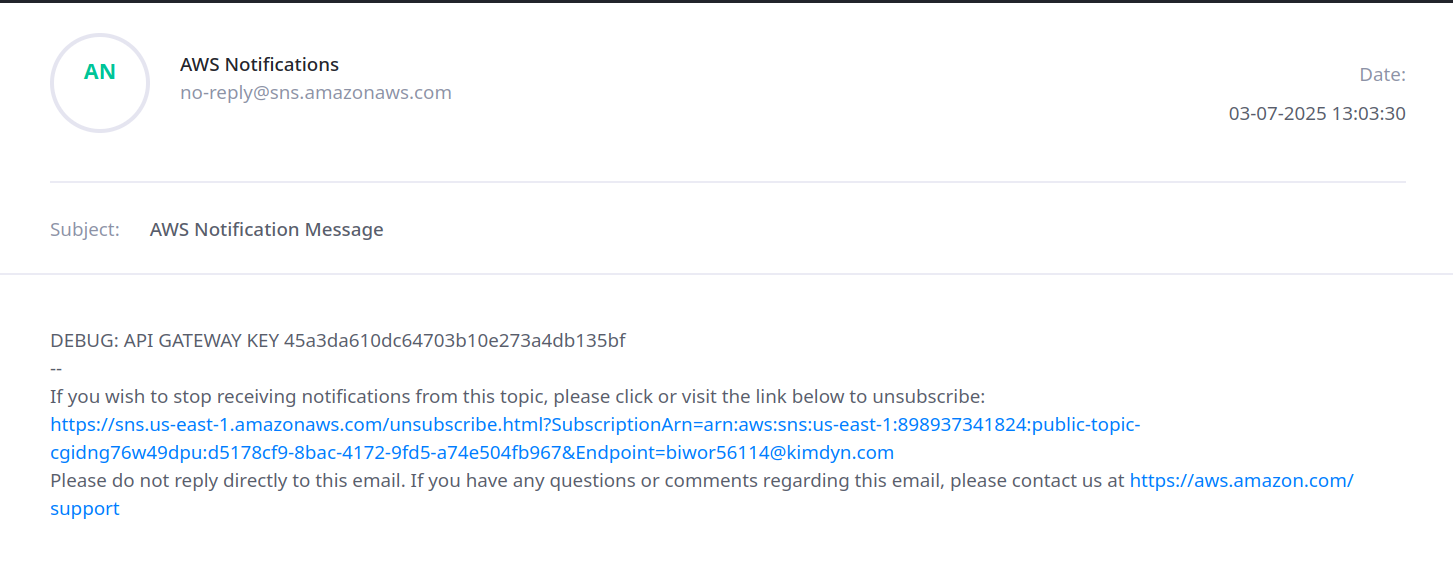 AN
AWS Notifications
no-reply@sns.amazonaws.com
Date:
03-07-2025 13:03:30
Subject: AWS Notification Message
DEBUG: API GATEWAY KEY 45a3da610dc64703b10e273a4db135bf
--
If you wish to stop receiving notifications from this topic, please click or visit the link below to unsubscribe:
https://sns.us-east-1.amazonaws.com/unsubscribe.html?SubscriptionArn=arn:aws:sns:us-east-1:898937341824:public-topic-
cgidng76w49dpu:d5178cf9-8bac-4172-9fd5-a74e504fb967&Endpoint=biwor56114@kimdyn.com
Please do not reply directly to this email. If you have any questions or comments regarding this email, please contact us at https://aws.amazon.com/
support